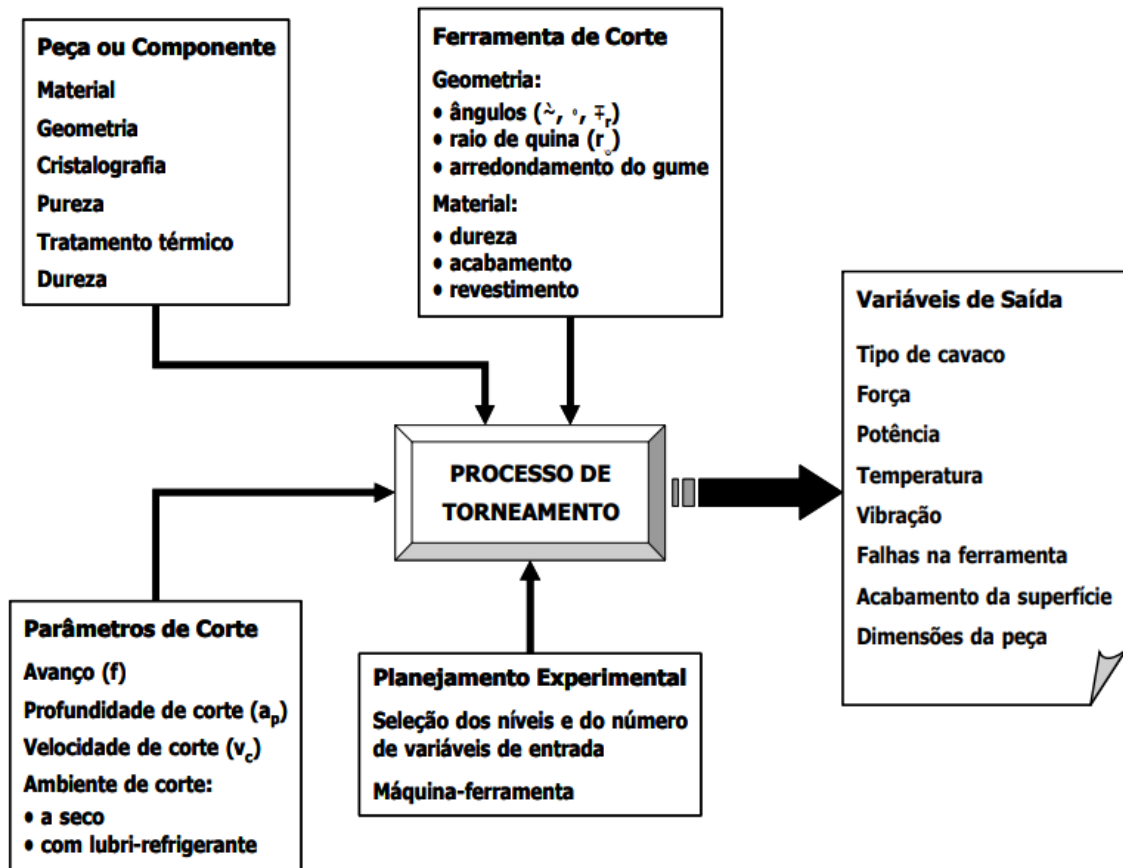 Peça ou Componente
Material
Geometria
Cristalografia
Pureza
Tratamento térmico
Dureza
Ferramenta de Corte
Geometria:
• ângulos (
• raio de quina (r
• arredondamento do gume
Material:
• dureza
• acabamento
• revestimento
PROCESSO DE
TORNEAMENTO
Parâmetros de Corte
Avanço (f)
Profundidade de corte (aₚ)
Velocidade de corte (v_c)
Ambiente de corte:
• a seco
• com lubri-refrigerante
Planejamento Experimental
Seleção dos níveis e do número
de variáveis de entrada
Máquina-ferramenta
Variáveis de Saída
Tipo de cavaco
Força
Potência
Temperatura
Vibração
Falhas na ferramenta
Acabamento da superfície
Dimensões da peça